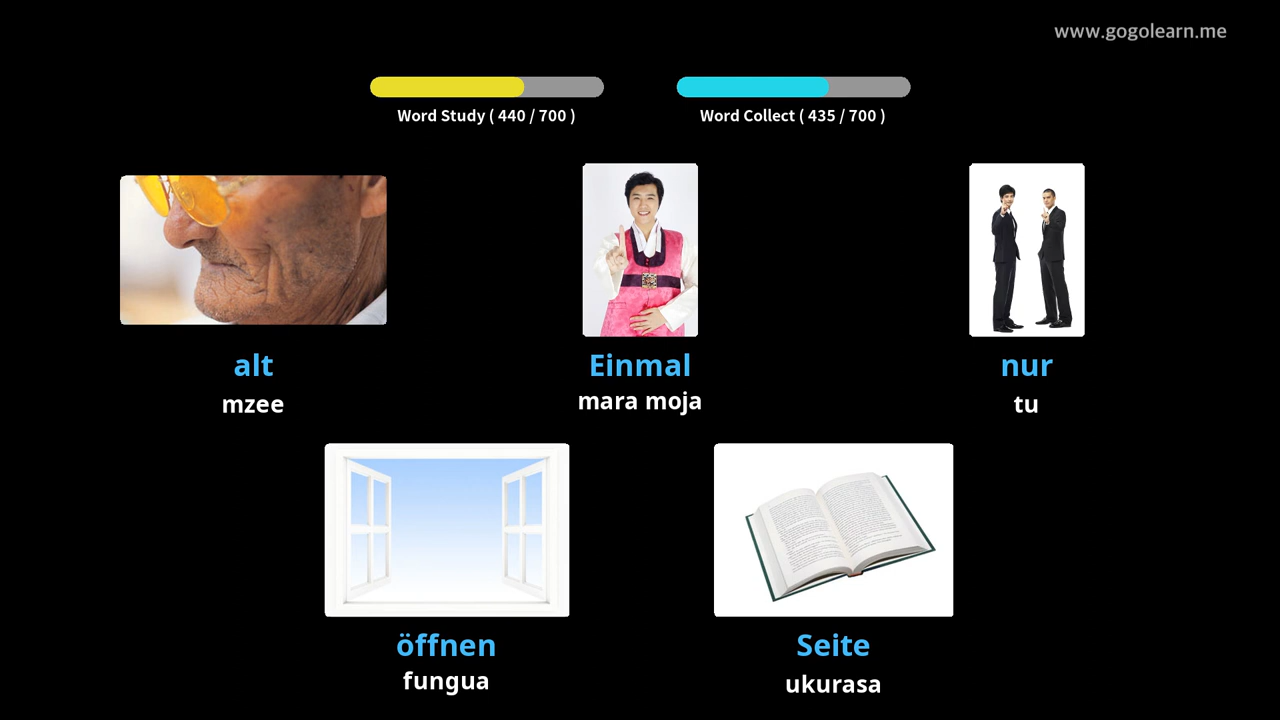 www.gogolearn.me
Word Study ( 440 / 700 )
Word Collect ( 435 / 700 )
alt
mzee
Einmal
mara moja
nur
tu
öffnen
fungua
Seite
ukurasa